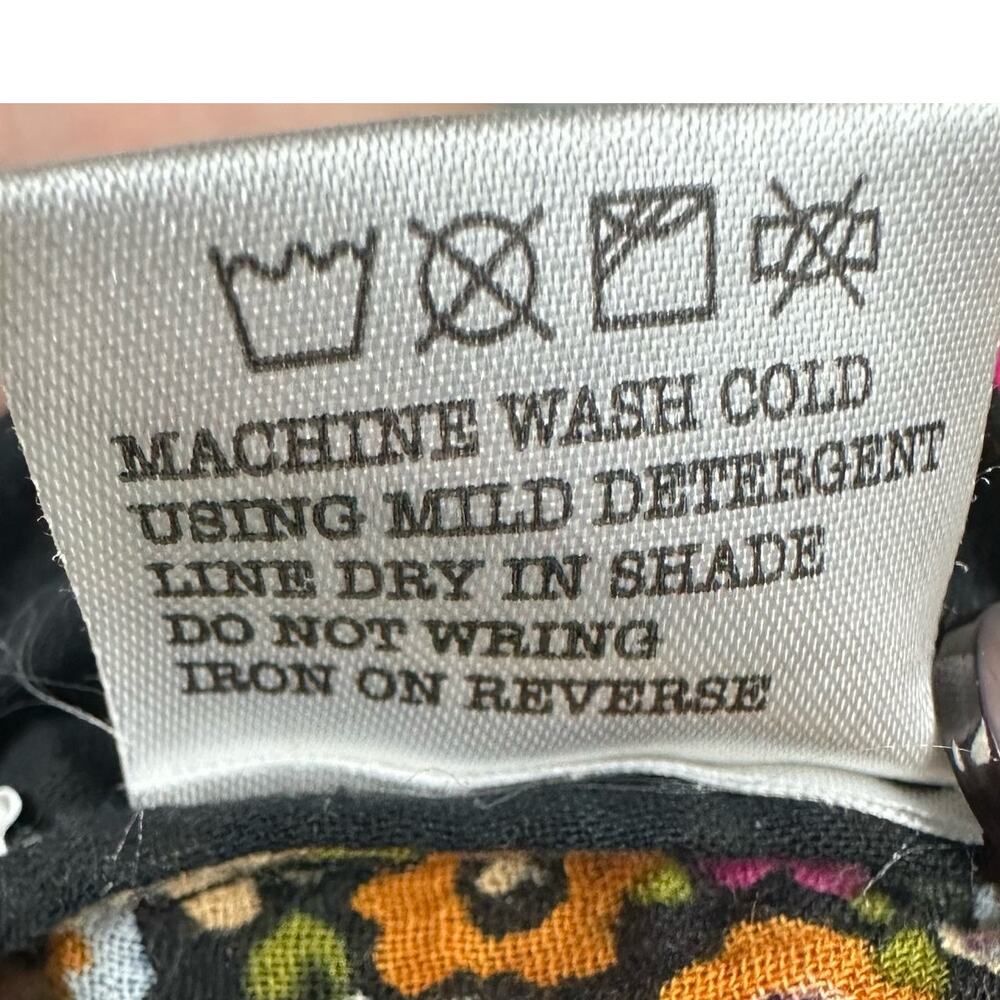 MACHINE WASH COLD
USING MILD DETERGENT
LINE DRY IN SHADE
DO NOT WRING
IRON ON REVERSE